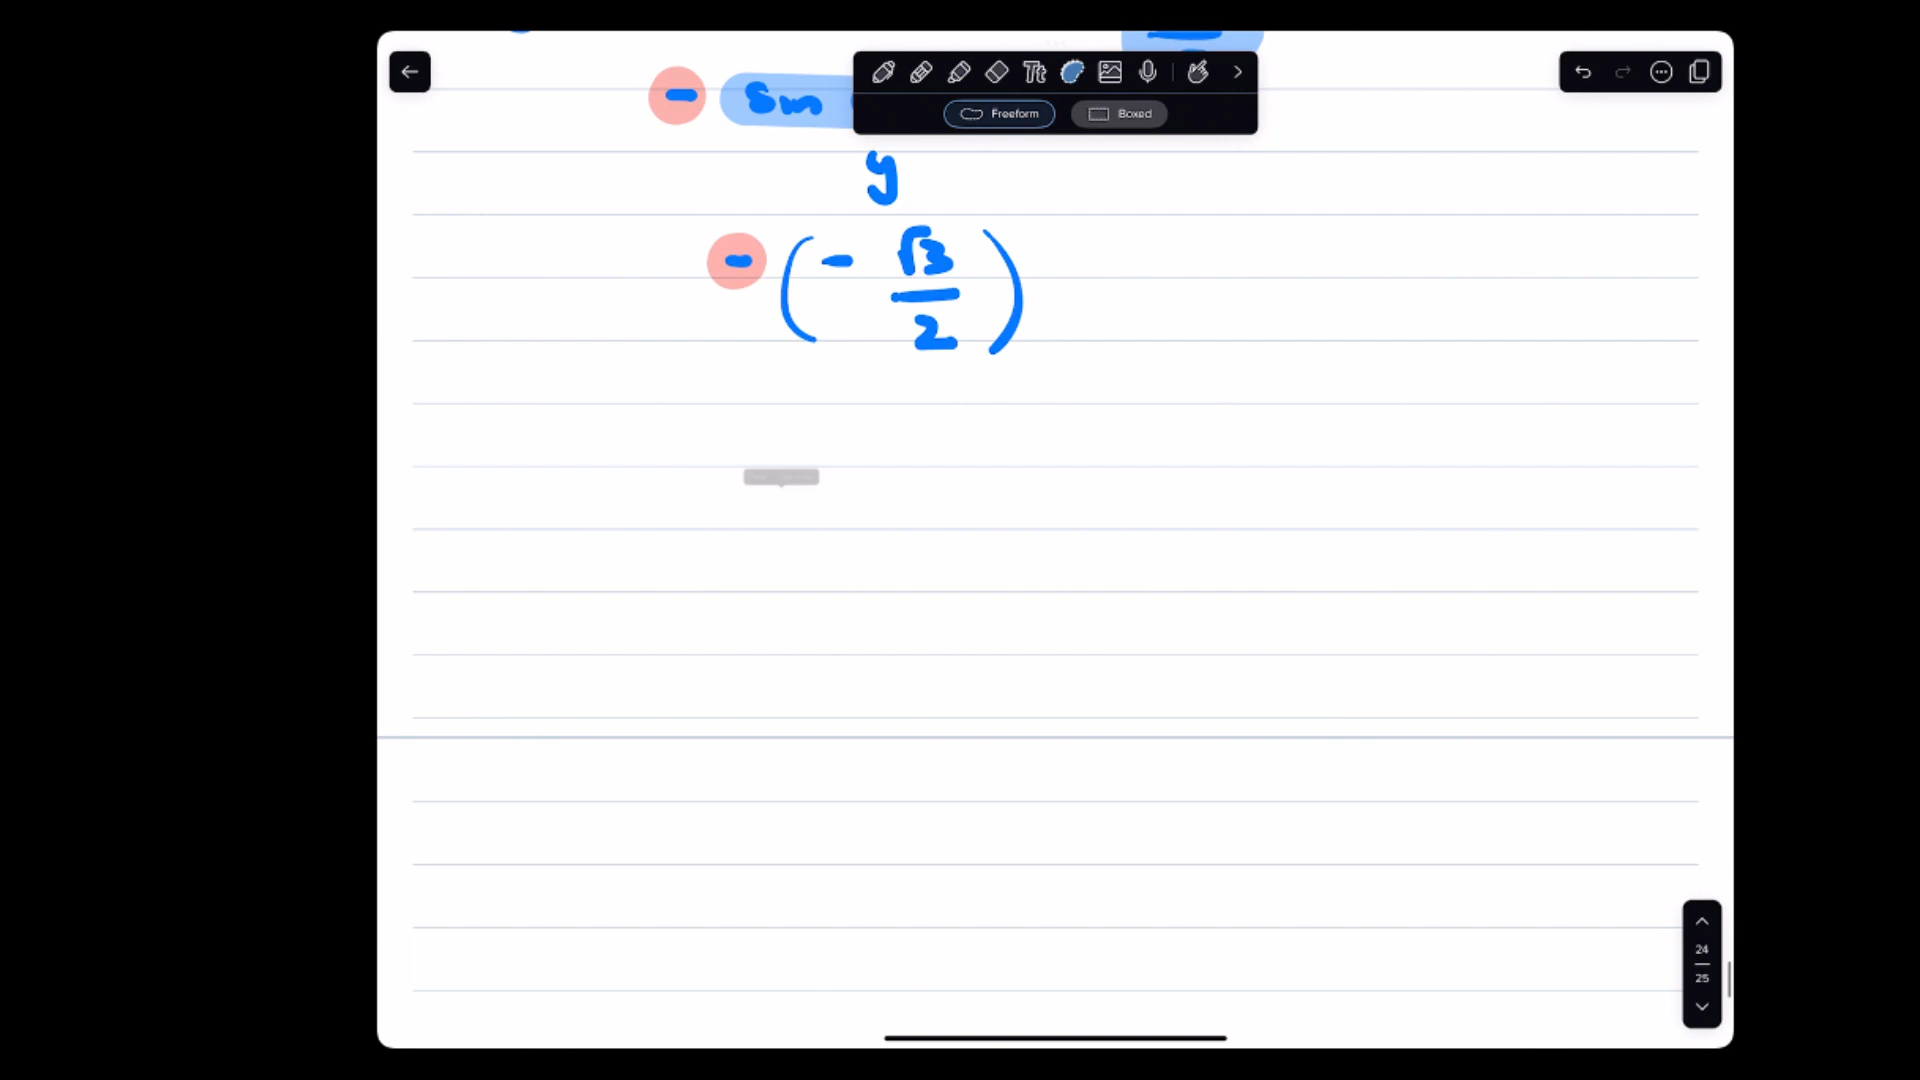 Freeform Boxed
- Sin
y
- (- √3/2)
24
25